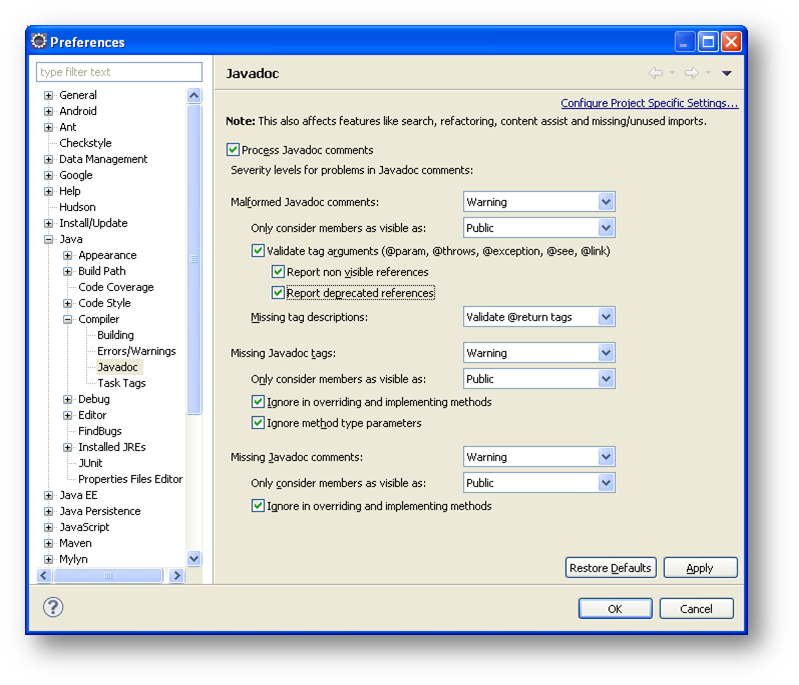 Preferences
type filter text
General
Android
Ant
Checkstyle
Data Management
Google
Help
Hudson
Install/Update
Java
Appearance
Build Path
Code Coverage
Code Style
Compiler
Building
Errors/Warnings
Javadoc
Task Tags
Debug
Editor
FindBugs
Installed JREs
JUnit
Properties Files Editor
Java EE
Java Persistence
JavaScript
Maven
Mylyn
Javadoc
Configure Project Specific Settings...
Note: This also affects features like search, refactoring, content assist and missing/unused imports.
Process Javadoc comments
Severity levels for problems in Javadoc comments:
Malformed Javadoc comments: Warning
Only consider members as visible as: Public
Validate tag arguments (@param, @throws, @exception, @see, @link)
Report non visible references
Report deprecated references
Missing tag descriptions: Validate @return tags
Missing Javadoc tags: Warning
Only consider members as visible as: Public
Ignore in overriding and implementing methods
Ignore method type parameters
Missing Javadoc comments: Warning
Only consider members as visible as: Public
Ignore in overriding and implementing methods
Restore Defaults Apply
? OK Cancel